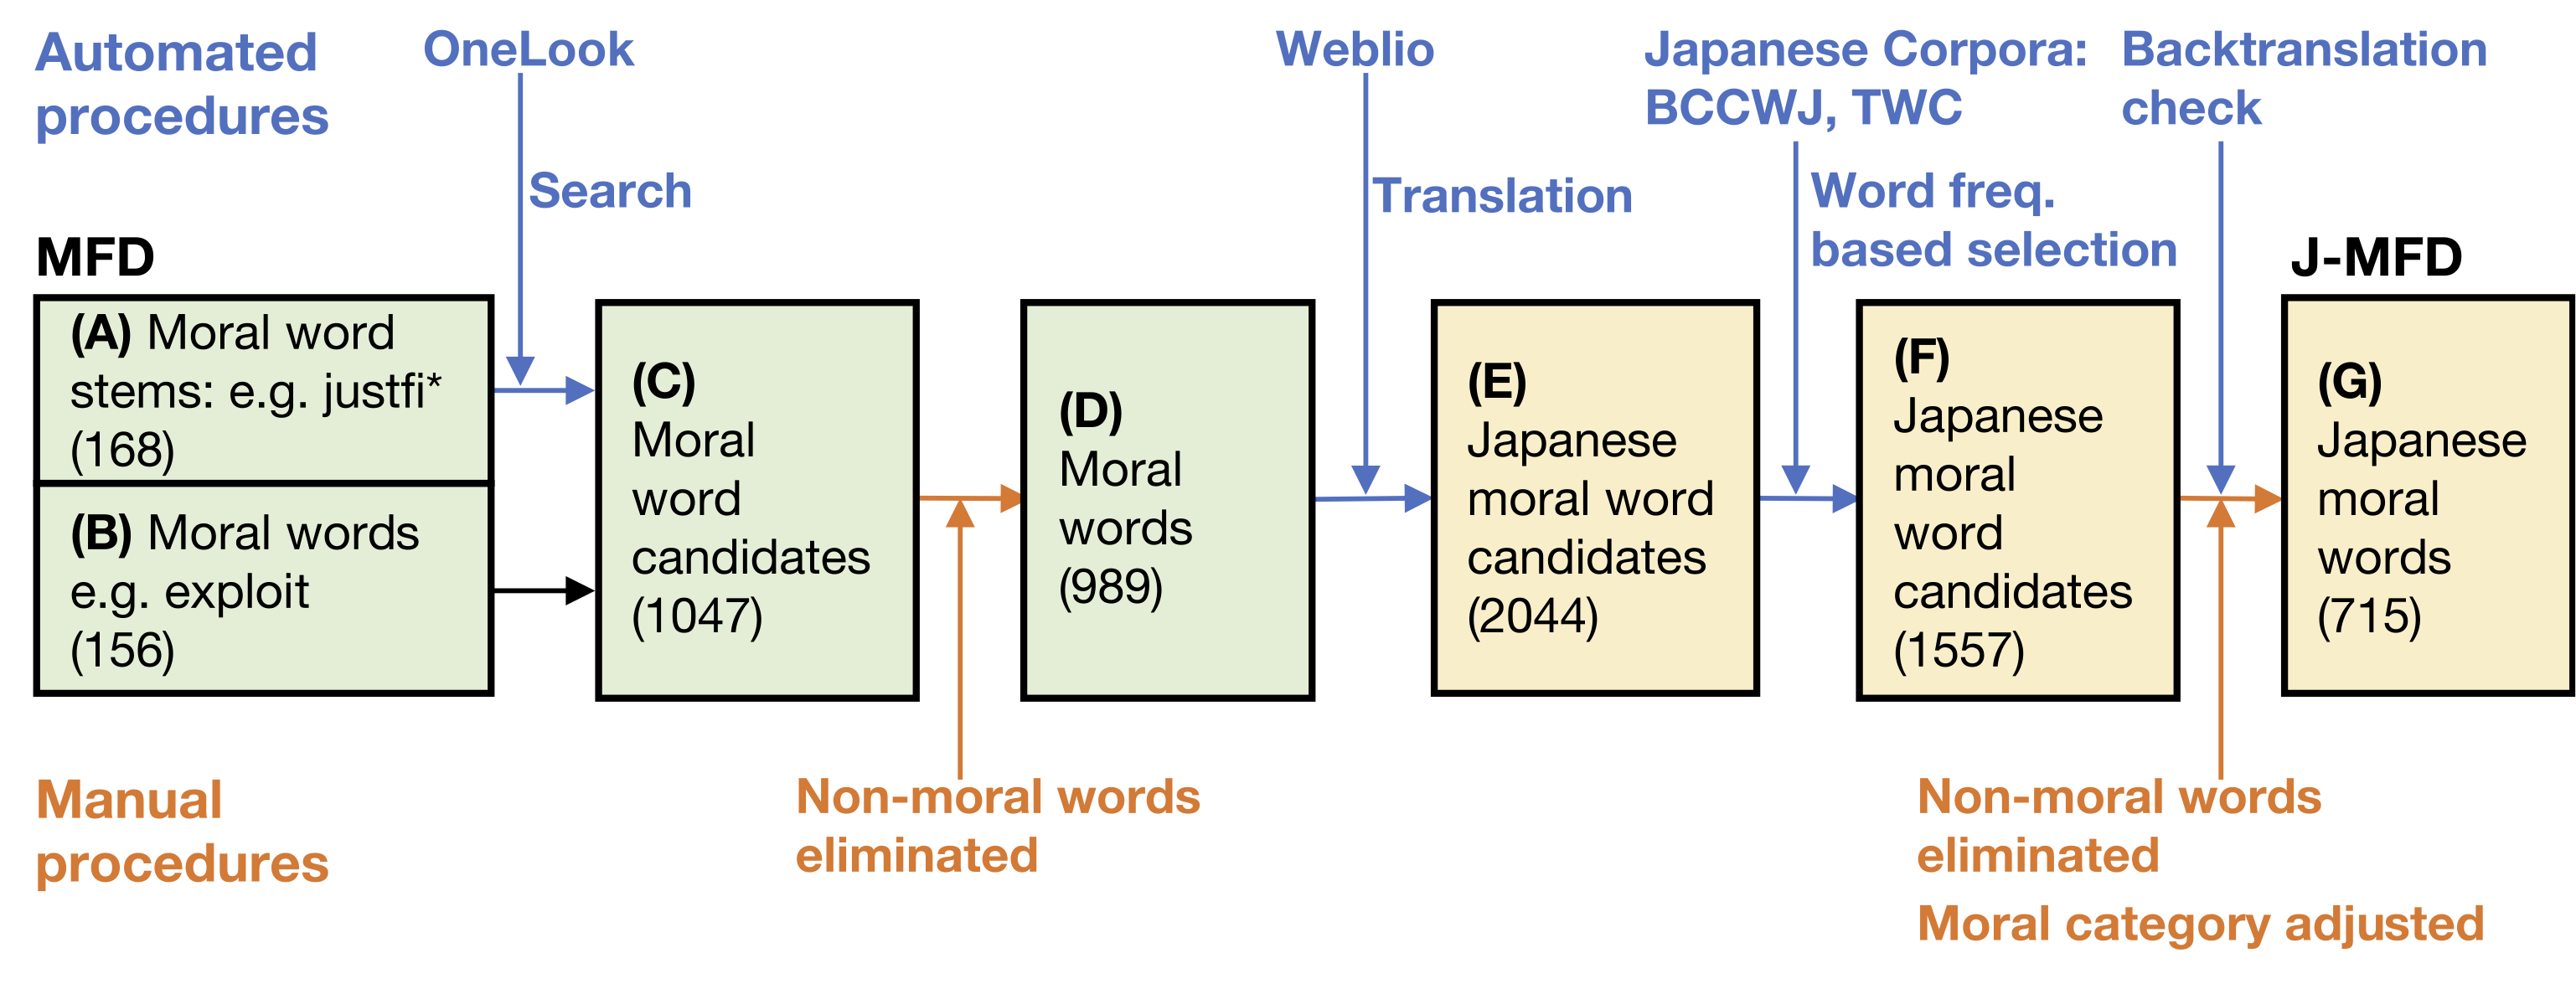 Automated
procedures
OneLook
Search
Weblio
Translation
Japanese Corpora:
BCCWJ, TWC
Word freq.
based selection
Backtranslation
check
MFD
(A) Moral word
stems: e.g. justfi*
(168)
(B) Moral words
e.g. exploit
(156)
(C)
Moral
word
candidates
(1047)
(D)
Moral
words
(989)
(E)
Japanese
moral word
candidates
(2044)
(F)
Japanese
moral
word
candidates
(1557)
J-MFD
(G)
Japanese
moral
words
(715)
Manual
procedures
Non-moral words
eliminated
Non-moral words
eliminated
Moral category adjusted